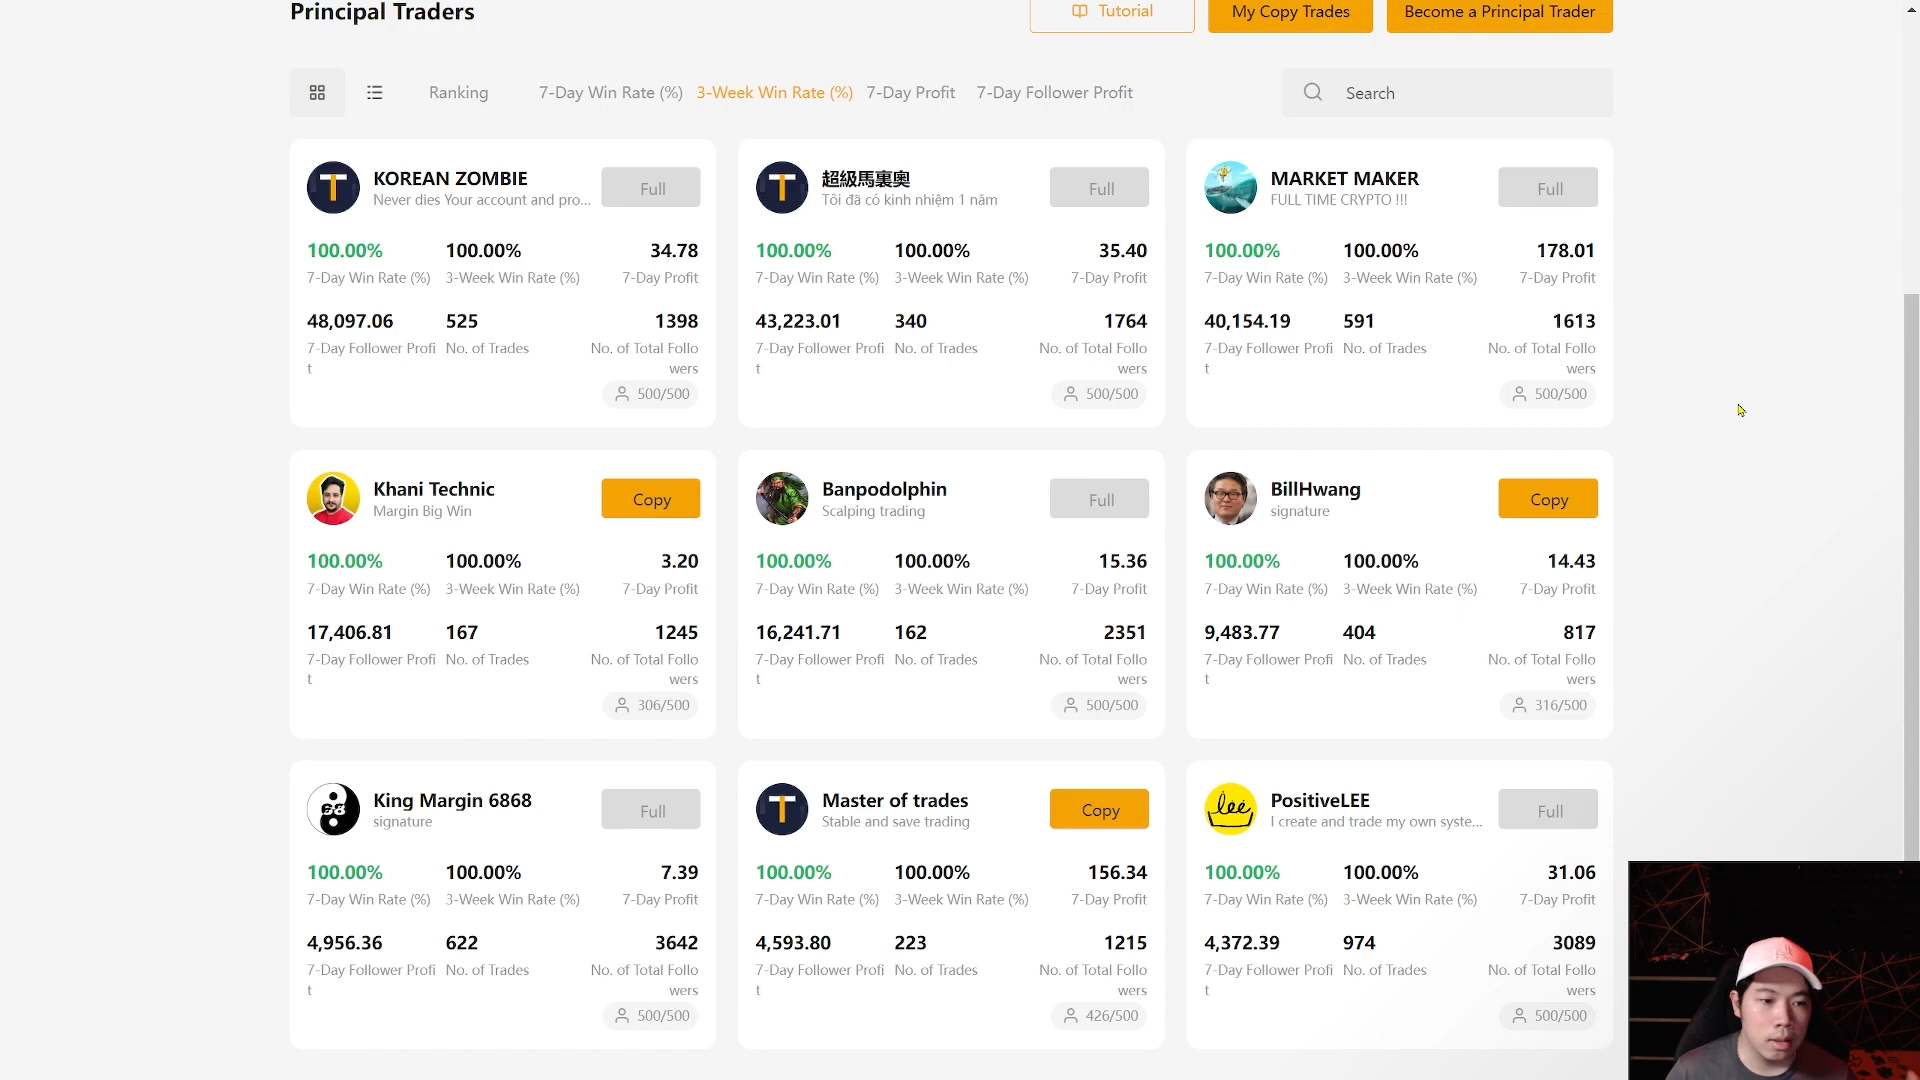 Principal Traders
Tutorial
My Copy Trades
Become a Principal Trader
Ranking
7-Day Win Rate (%)
3-Week Win Rate (%)
7-Day Profit
7-Day Follower Profit
Search
KOREAN ZOMBIE
Never dies Your account and pro...
Full
100.00%
100.00%
34.78
7-Day Win Rate (%)
3-Week Win Rate (%)
7-Day Profit
48,097.06
525
1398
7-Day Follower Profi
t
No. of Trades
No. of Total Follo
wers
500/500
超級馬裏奧
Tôi đã có kinh nhiệm 1 năm
Full
100.00%
100.00%
35.40
7-Day Win Rate (%)
3-Week Win Rate (%)
7-Day Profit
43,223.01
340
1764
7-Day Follower Profi
t
No. of Trades
No. of Total Follo
wers
500/500
MARKET MAKER
FULL TIME CRYPTO !!!
Full
100.00%
100.00%
178.01
7-Day Win Rate (%)
3-Week Win Rate (%)
7-Day Profit
40,154.19
591
1613
7-Day Follower Profi
t
No. of Trades
No. of Total Follo
wers
500/500
Khani Technic
Margin Big Win
Copy
100.00%
100.00%
3.20
7-Day Win Rate (%)
3-Week Win Rate (%)
7-Day Profit
17,406.81
167
1245
7-Day Follower Profi
t
No. of Trades
No. of Total Follo
wers
306/500
Banpodolphin
Scalping trading
Full
100.00%
100.00%
15.36
7-Day Win Rate (%)
3-Week Win Rate (%)
7-Day Profit
16,241.71
162
2351
7-Day Follower Profi
t
No. of Trades
No. of Total Follo
wers
500/500
BillHwang
signature
Copy
100.00%
100.00%
14.43
7-Day Win Rate (%)
3-Week Win Rate (%)
7-Day Profit
9,483.77
404
817
7-Day Follower Profi
t
No. of Trades
No. of Total Follo
wers
316/500
68
King Margin 6868
signature
Full
100.00%
100.00%
7.39
7-Day Win Rate (%)
3-Week Win Rate (%)
7-Day Profit
4,956.36
622
3642
7-Day Follower Profi
t
No. of Trades
No. of Total Follo
wers
500/500
Master of trades
Stable and save trading
Copy
100.00%
100.00%
156.34
7-Day Win Rate (%)
3-Week Win Rate (%)
7-Day Profit
4,593.80
223
1215
7-Day Follower Profi
t
No. of Trades
No. of Total Follo
wers
426/500
lee
PositiveLEE
I create and trade my own syste...
Full
100.00%
100.00%
31.06
7-Day Win Rate (%)
3-Week Win Rate (%)
7-Day Profit
4,372.39
974
3089
7-Day Follower Profi
t
No. of Trades
No. of Total Follo
wers
500/500